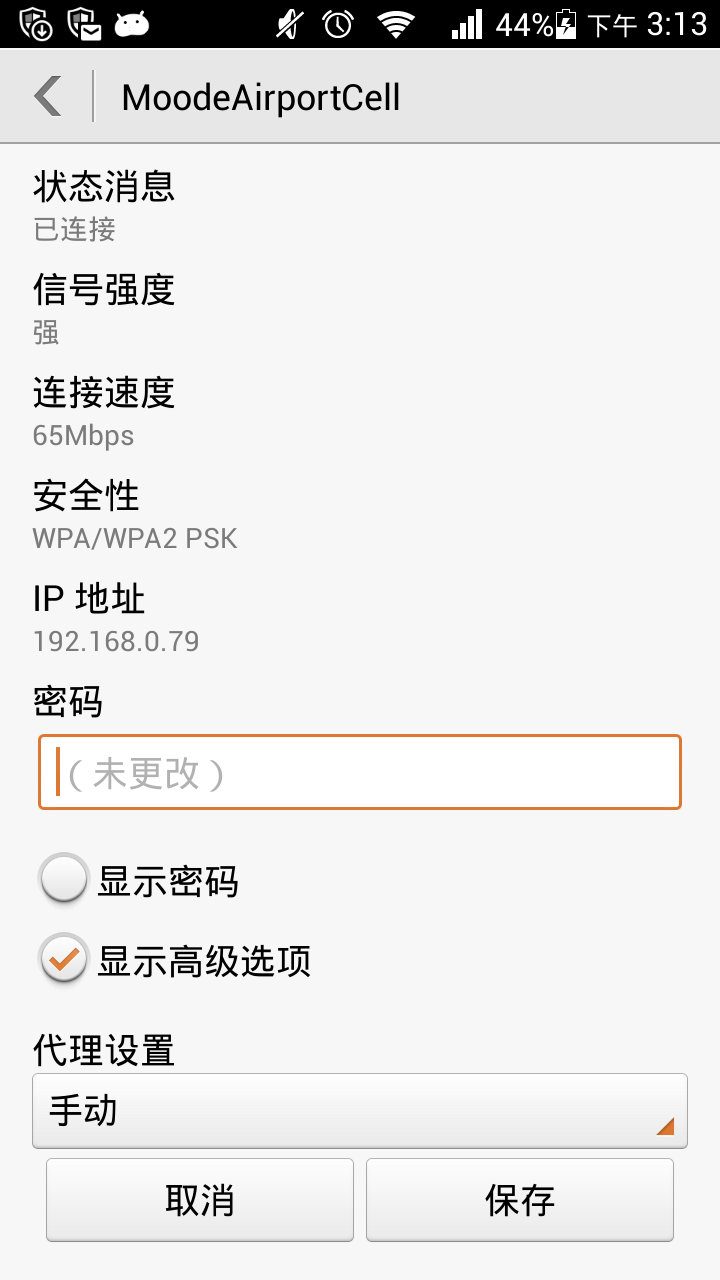 44% 下午 3:13
MoodeAirportCell
状态消息
已连接
信号强度
强
连接速度
65Mbps
安全性
WPA/WPA2 PSK
IP 地址
192.168.0.79
密码
（未更改）
显示密码
显示高级选项
代理设置
手动
取消 保存